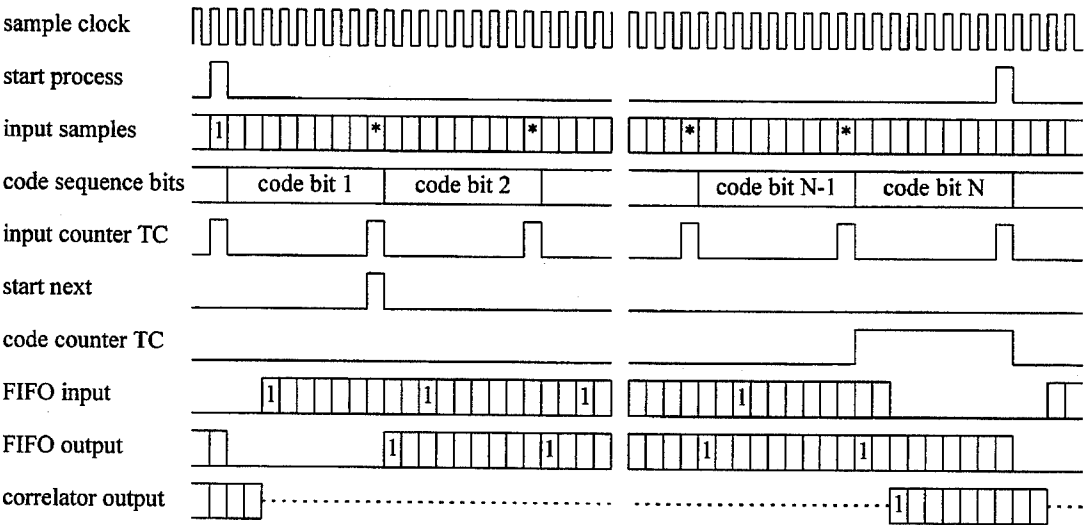 sample clock
start process
input samples 1 * * * *
code sequence bits code bit 1 code bit 2 code bit N-1 code bit N
input counter TC
start next
code counter TC
FIFO input 1 1 1 1
FIFO output 1 1 1 1
correlator output 1